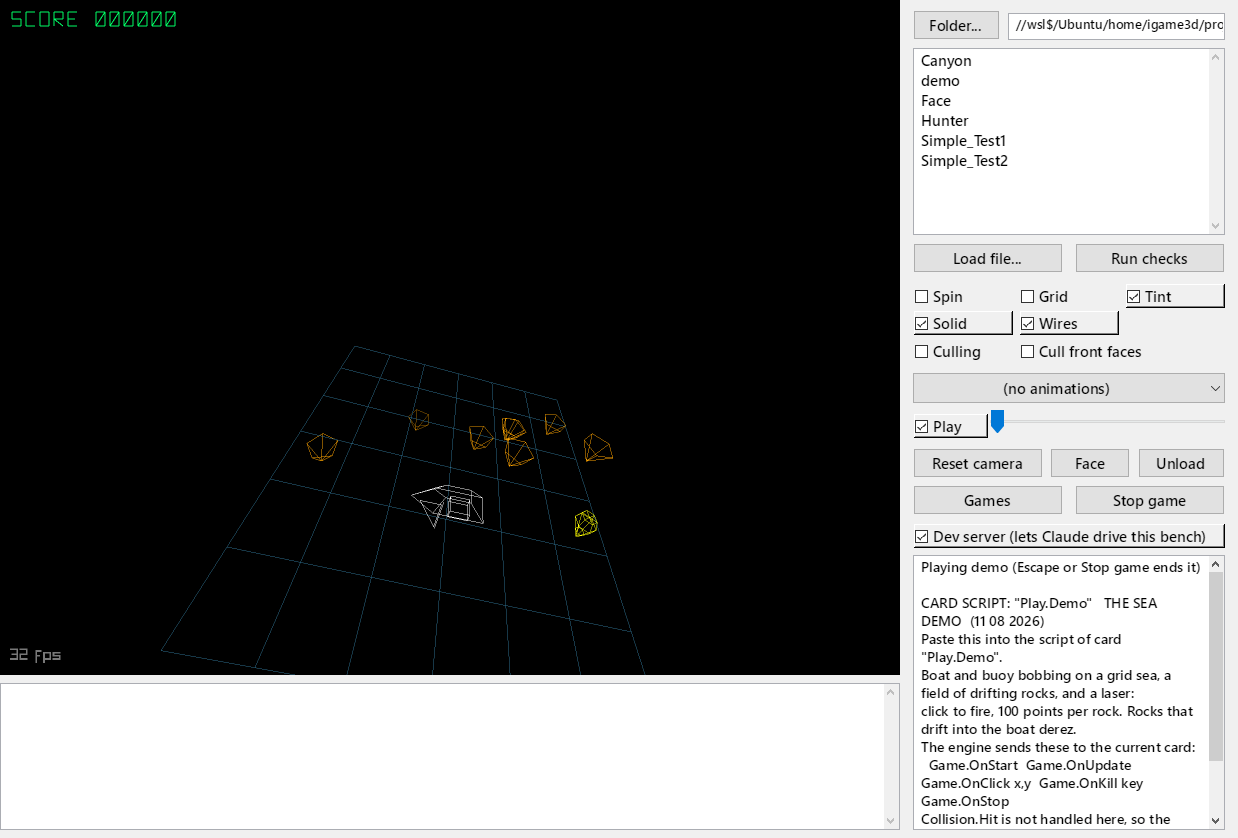 SCORE 000000
32 Fps
Folder...
//wsl$/Ubuntu/home/igame3d/pro
Canyon
demo
Face
Hunter
Simple_Test1
Simple_Test2
Load file...
Run checks
Spin
Grid
Tint
Solid
Wires
Culling
Cull front faces
(no animations)
Play
Reset camera
Face
Unload
Games
Stop game
Dev server (lets Claude drive this bench)
Playing demo (Escape or Stop game ends it)
CARD SCRIPT: "Play.Demo"   THE SEA
DEMO  (11 08 2026)
Paste this into the script of card
"Play.Demo".
Boat and buoy bobbing on a grid sea, a
field of drifting rocks, and a laser:
click to fire, 100 points per rock. Rocks that
drift into the boat derez.
The engine sends these to the current card:
  Game.OnStart  Game.OnUpdate
Game.OnClick x,y  Game.OnKill key
Game.OnStop
Collision.Hit is not handled here, so the